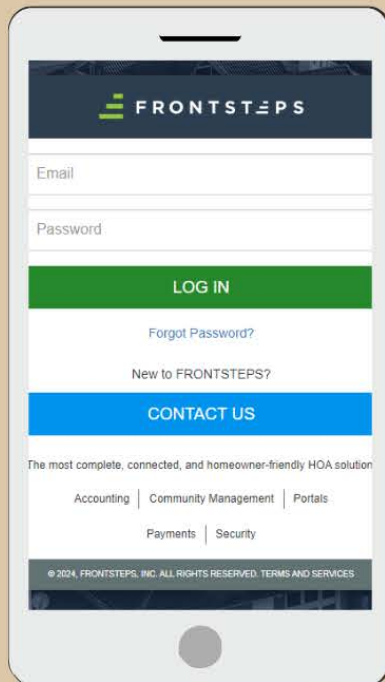 FRONTSTEPS
Email
Password
LOG IN
Forgot Password?
New to FRONTSTEPS?
CONTACT US
The most complete, connected, and homeowner-friendly HOA solution
Accounting | Community Management | Portals
Payments | Security
© 2024, FRONTSTEPS, INC. ALL RIGHTS RESERVED. TERMS AND SERVICES